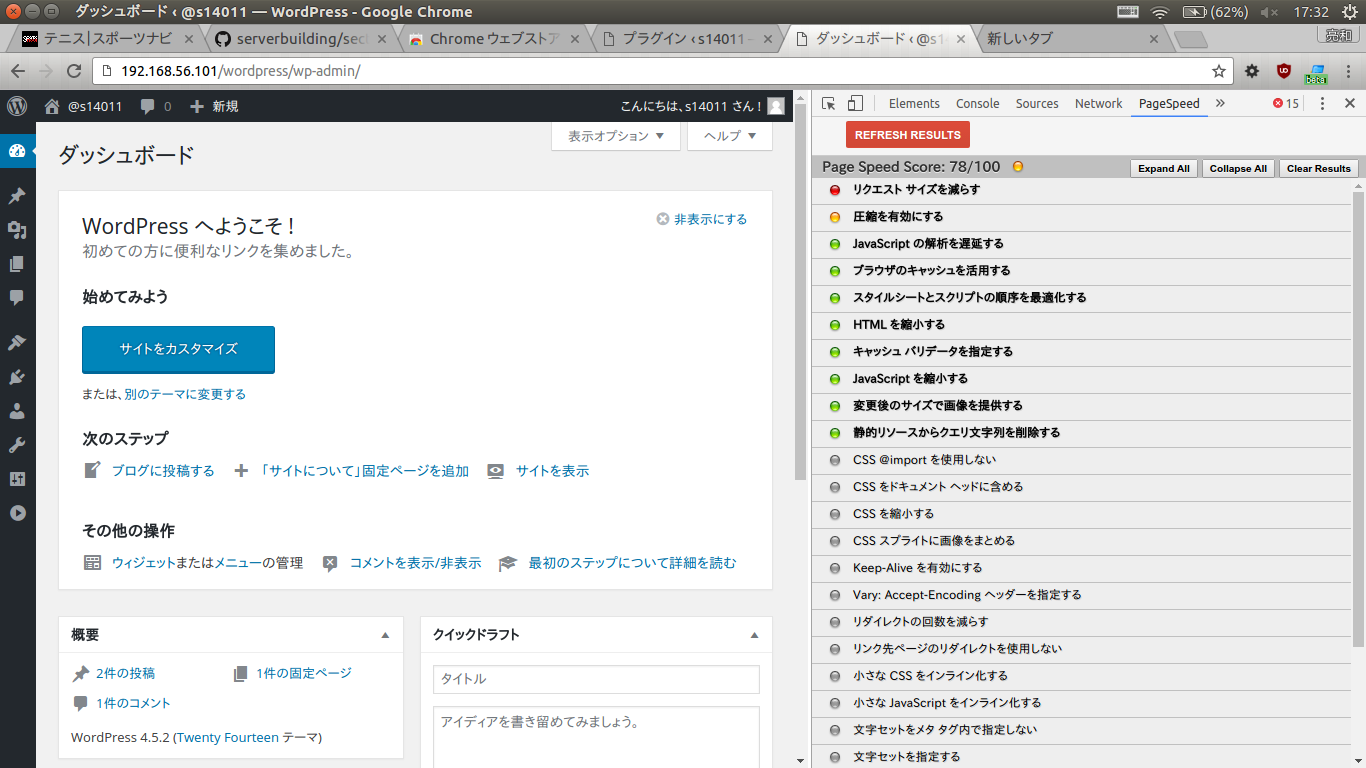 ダッシュボード ‹ @s14011 — WordPress - Google Chrome
(62%) 17:32
テニス|スポーツナビ
serverbuilding/sec
Chrome ウェブストア
プラグイン ‹ s14011 —
ダッシュボード ‹ @s1
新しいタブ
亮和
192.168.56.101/wordpress/wp-admin/
beta
@s14011
0
新規
こんにちは、s14011 さん !
表示オプション ▼
ヘルプ ▼
ダッシュボード
WordPress へようこそ !
非表示にする
初めての方に便利なリンクを集めました。
始めてみよう
サイトをカスタマイズ
または、別のテーマに変更する
次のステップ
ブログに投稿する
「サイトについて」固定ページを追加
サイトを表示
その他の操作
ウィジェットまたはメニューの管理
コメントを表示/非表示
最初のステップについて詳細を読む
概要
2件の投稿
1件の固定ページ
1件のコメント
WordPress 4.5.2 (Twenty Fourteen テーマ)
クイックドラフト
タイトル
アイディアを書き留めてみましょう。
Elements
Console
Sources
Network
PageSpeed
»
15
REFRESH RESULTS
Page Speed Score: 78/100
Expand All
Collapse All
Clear Results
リクエスト サイズを減らす
圧縮を有効にする
JavaScript の解析を遅延する
ブラウザのキャッシュを活用する
スタイルシートとスクリプトの順序を最適化する
HTML を縮小する
キャッシュ バリデータを指定する
JavaScript を縮小する
変更後のサイズで画像を提供する
静的リソースからクエリ文字列を削除する
CSS @import を使用しない
CSS をドキュメント ヘッドに含める
CSS を縮小する
CSS スプライトに画像をまとめる
Keep-Alive を有効にする
Vary: Accept-Encoding ヘッダーを指定する
リダイレクトの回数を減らす
リンク先ページのリダイレクトを使用しない
小さな CSS をインライン化する
小さな JavaScript をインライン化する
文字セットをメタ タグ内で指定しない
文字セットを指定する